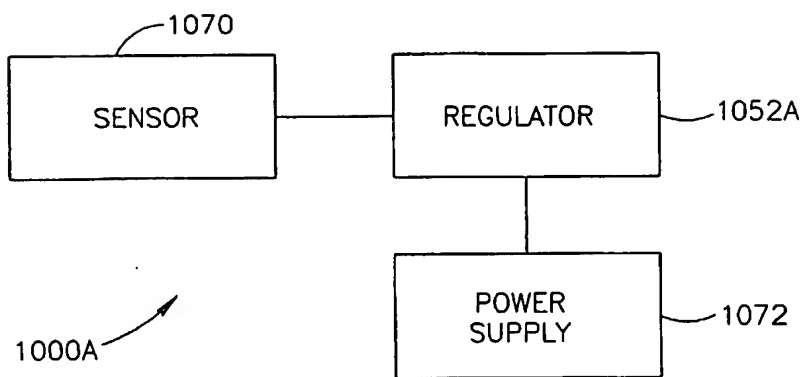 1070
SENSOR
REGULATOR
1052A
POWER
SUPPLY
1072
1000A